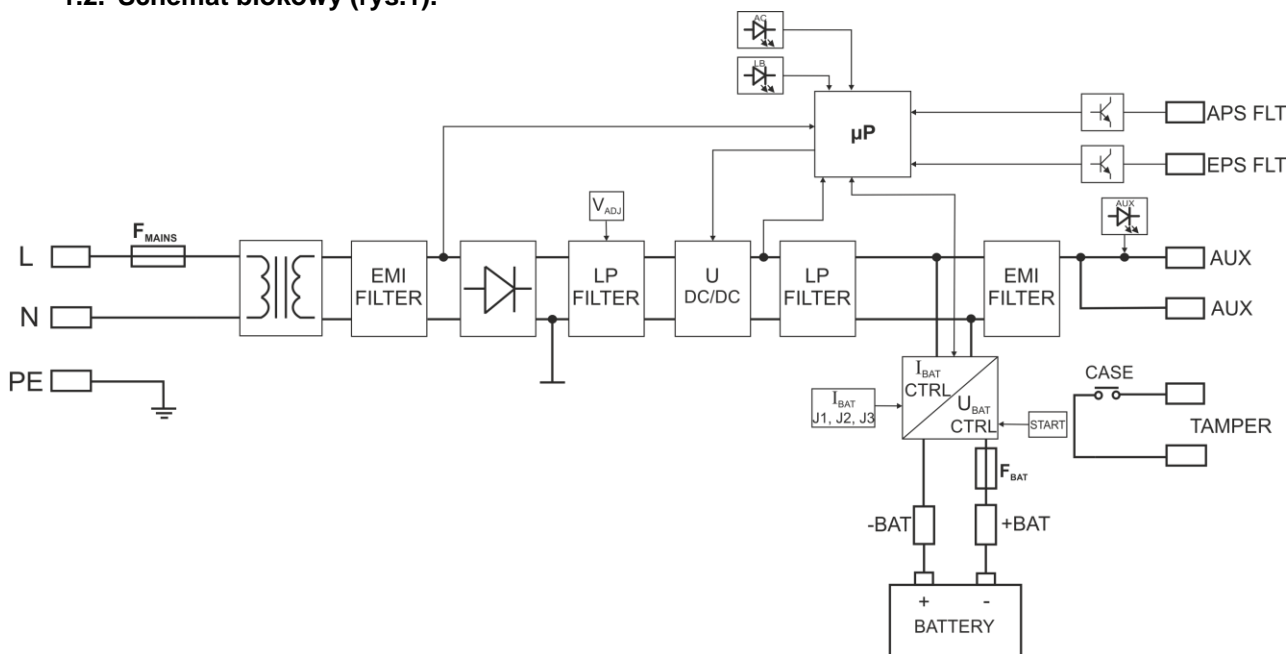 1.2. Schemat blokowy (rys.1).
AC
LB
µP
APS FLT
EPS FLT
AUX
VADJ
FMAINS
L
N
PE
EMI
FILTER
LP
FILTER
U
DC/DC
LP
FILTER
EMI
FILTER
AUX
AUX
IBAT
CTRL
UBAT
CTRL
IBAT
J1, J2, J3
START
CASE
TAMPER
FBAT
-BAT
+BAT
+ -
BATTERY